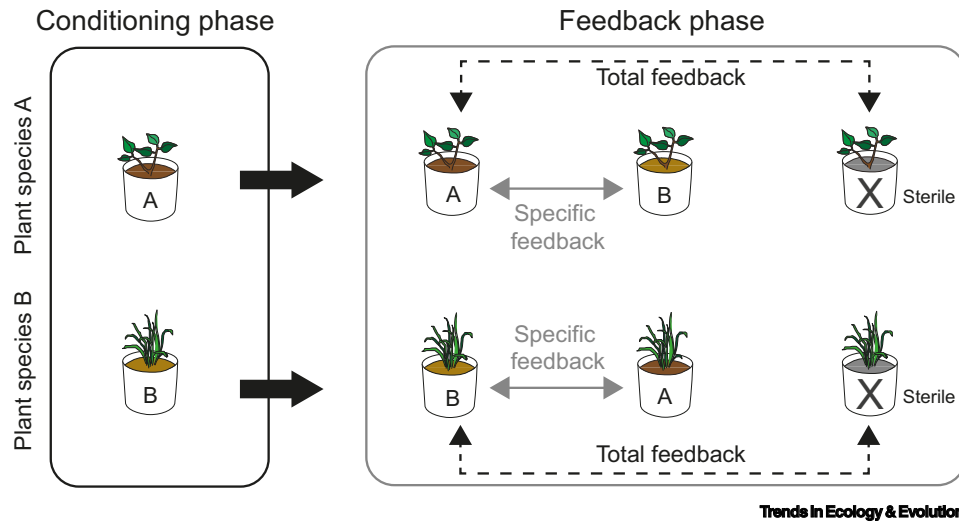 Conditioning phase
Feedback phase
Plant species A
A
Total feedback
A
B
X
Sterile
Specific
feedback
Plant species B
B
Specific
feedback
B
A
X
Sterile
Total feedback
Trends in Ecology & Evolution